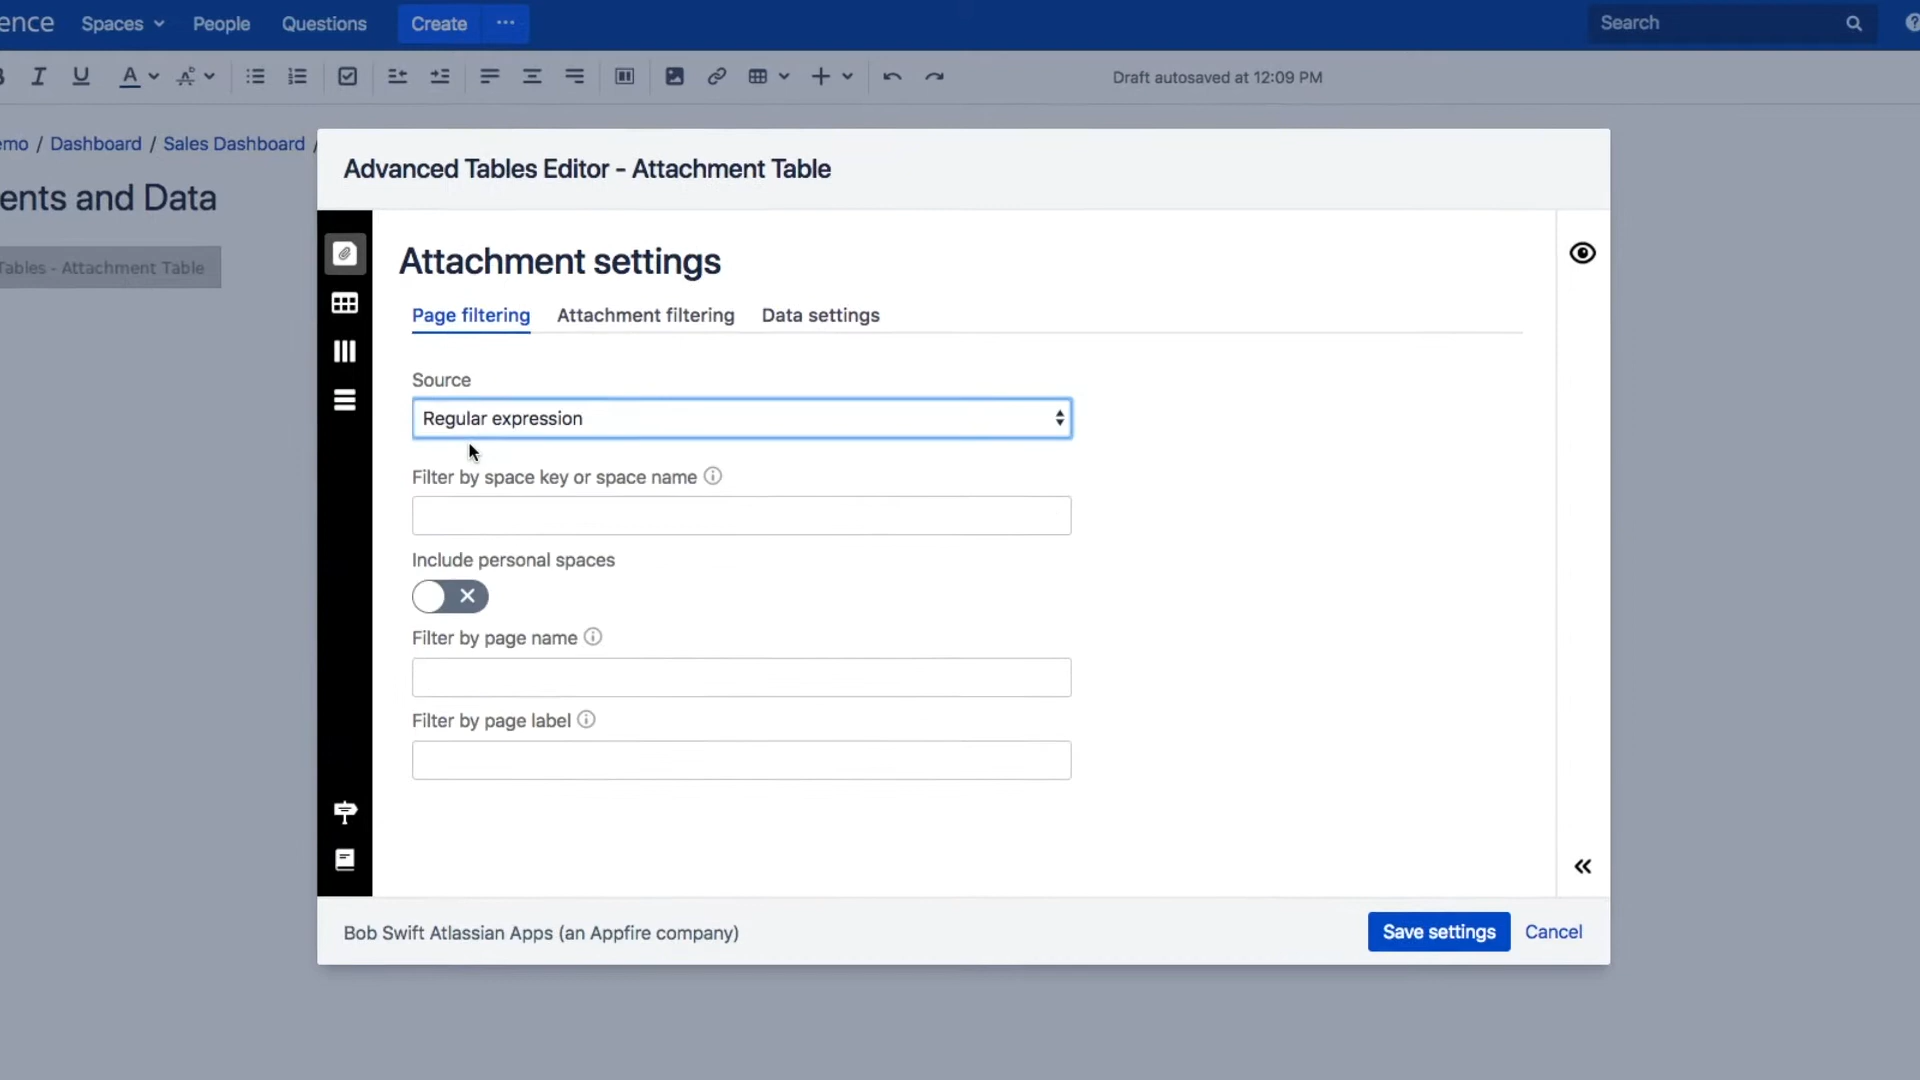 ence Spaces People Questions Create ··· Search
I U A Draft autosaved at 12:09 PM
emo / Dashboard / Sales Dashboard /
ents and Data
Tables - Attachment Table
Advanced Tables Editor - Attachment Table
Attachment settings
Page filtering Attachment filtering Data settings
Source
Regular expression
Filter by space key or space name
Include personal spaces
Filter by page name
Filter by page label
Bob Swift Atlassian Apps (an Appfire company)
Save settings Cancel